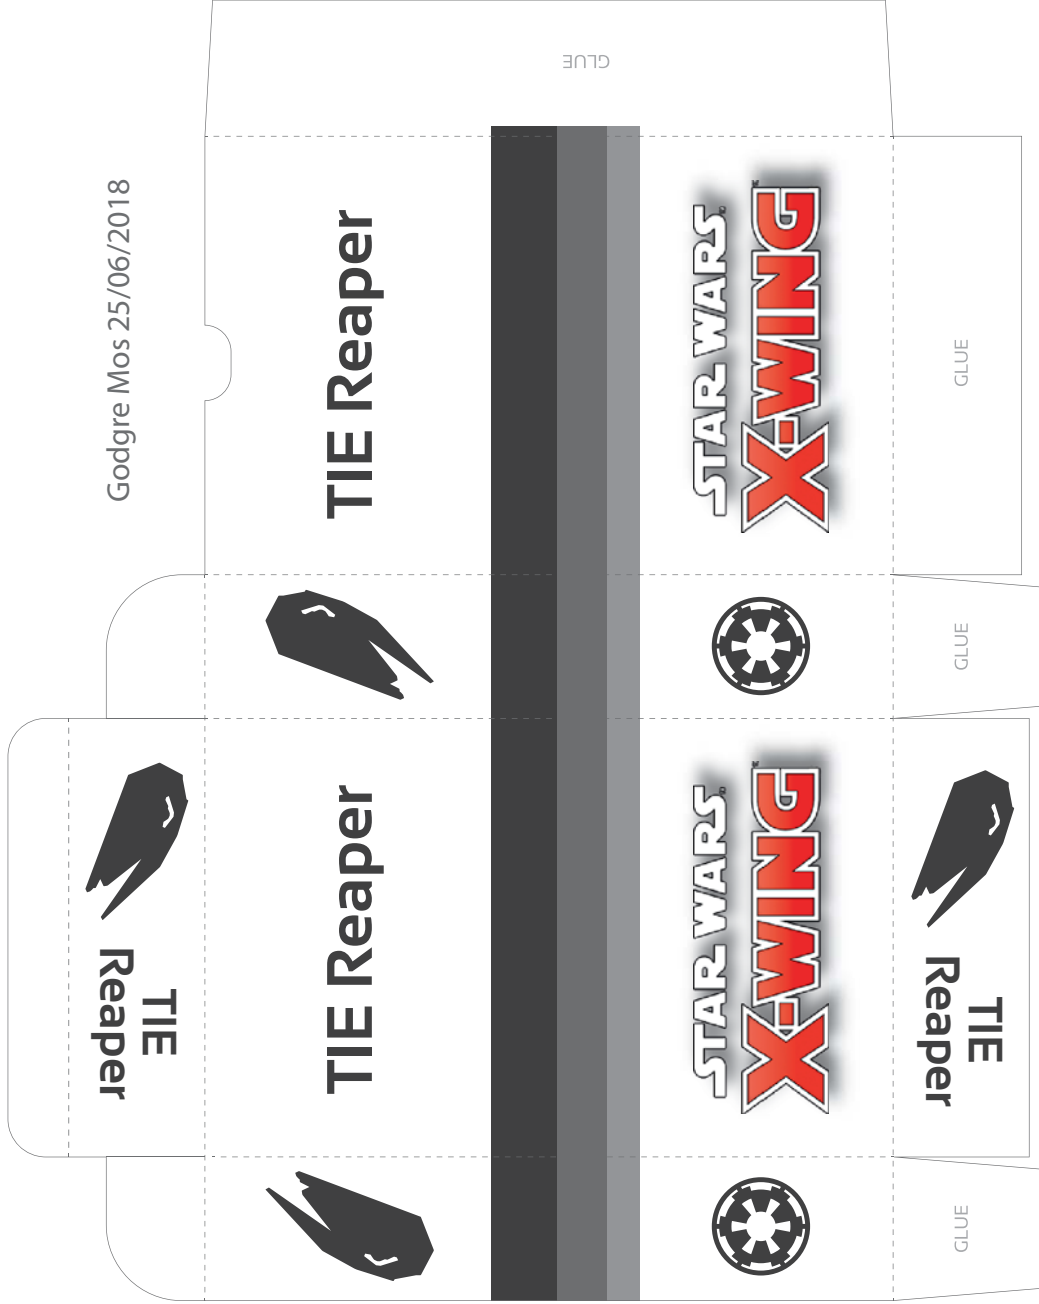 GLUE
Godgre Mos 25/06/2018
TIE Reaper
STAR WARS
X-WING
GLUE
GLUE
TIE
Reaper
TIE Reaper
STAR WARS
X-WING
TIE
Reaper
GLUE